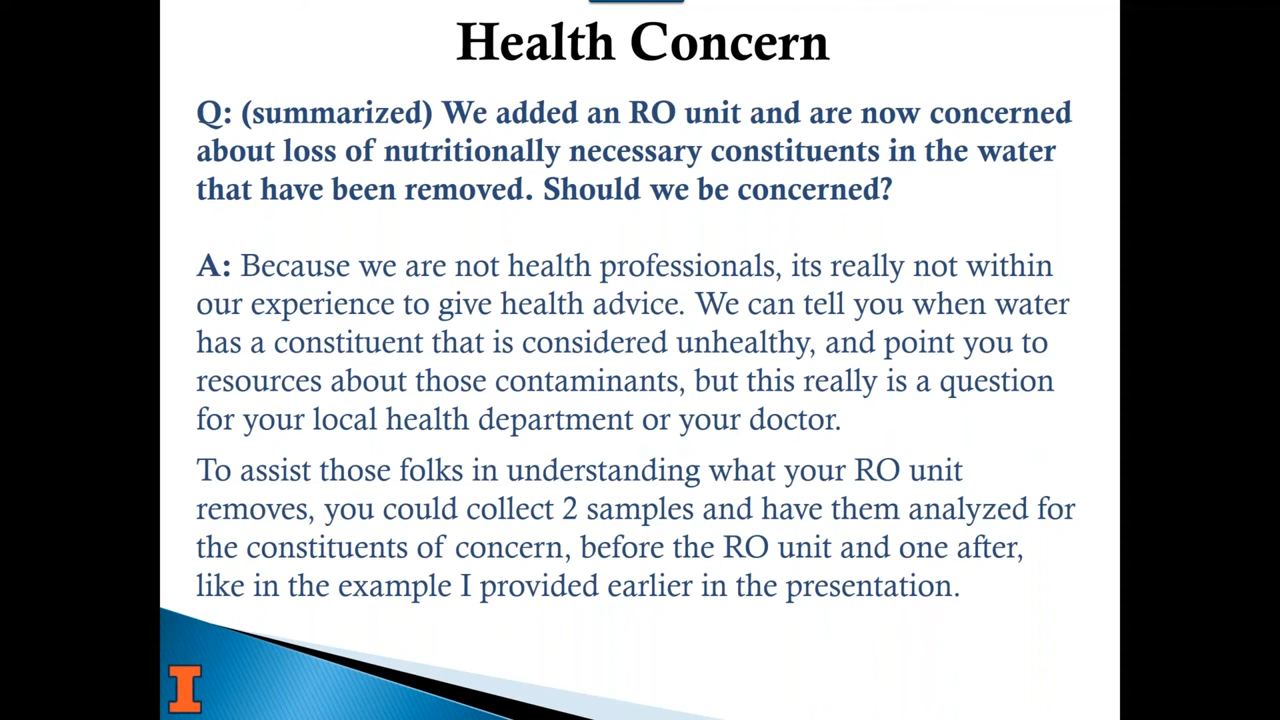 Health Concern
Q: (summarized) We added an RO unit and are now concerned
about loss of nutritionally necessary constituents in the water
that have been removed. Should we be concerned?
A: Because we are not health professionals, its really not within
our experience to give health advice. We can tell you when water
has a constituent that is considered unhealthy, and point you to
resources about those contaminants, but this really is a question
for your local health department or your doctor.
To assist those folks in understanding what your RO unit
removes, you could collect 2 samples and have them analyzed for
the constituents of concern, before the RO unit and one after,
like in the example I provided earlier in the presentation.
I